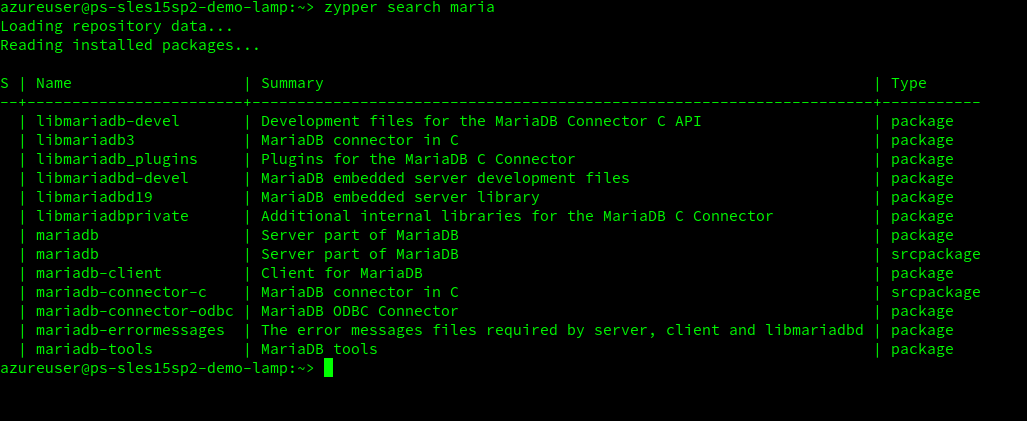 azureuser@ps-sles15sp2-demo-lamp:~> zypper search maria
Loading repository data...
Reading installed packages...

S | Name                   | Summary                                                            | Type
--+------------------------+--------------------------------------------------------------------+-----------
  | libmariadb-devel       | Development files for the MariaDB Connector C API                  | package
  | libmariadb3            | MariaDB connector in C                                             | package
  | libmariadb_plugins     | Plugins for the MariaDB C Connector                                | package
  | libmariadbd-devel      | MariaDB embedded server development files                          | package
  | libmariadbd19          | MariaDB embedded server library                                    | package
  | libmariadbprivate      | Additional internal libraries for the MariaDB C Connector          | package
  | mariadb                | Server part of MariaDB                                             | package
  | mariadb                | Server part of MariaDB                                             | srcpackage
  | mariadb-client         | Client for MariaDB                                                 | package
  | mariadb-connector-c    | MariaDB connector in C                                             | srcpackage
  | mariadb-connector-odbc | MariaDB ODBC Connector                                             | package
  | mariadb-errormessages  | The error messages files required by server, client and libmariadbd | package
  | mariadb-tools          | MariaDB tools                                                      | package
azureuser@ps-sles15sp2-demo-lamp:~>